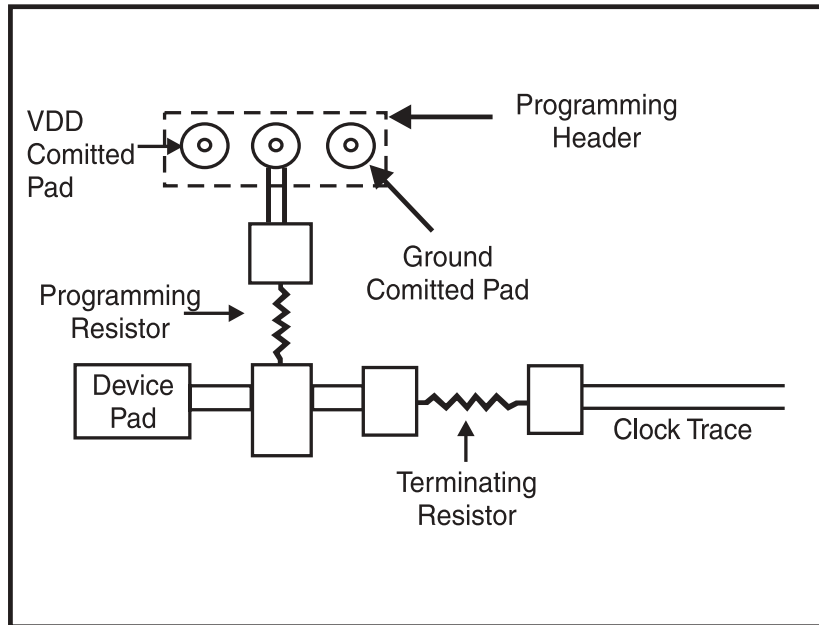 VDD
Comitted
Pad
Programming
Header
Ground
Comitted Pad
Programming
Resistor
Device
Pad
Clock Trace
Terminating
Resistor